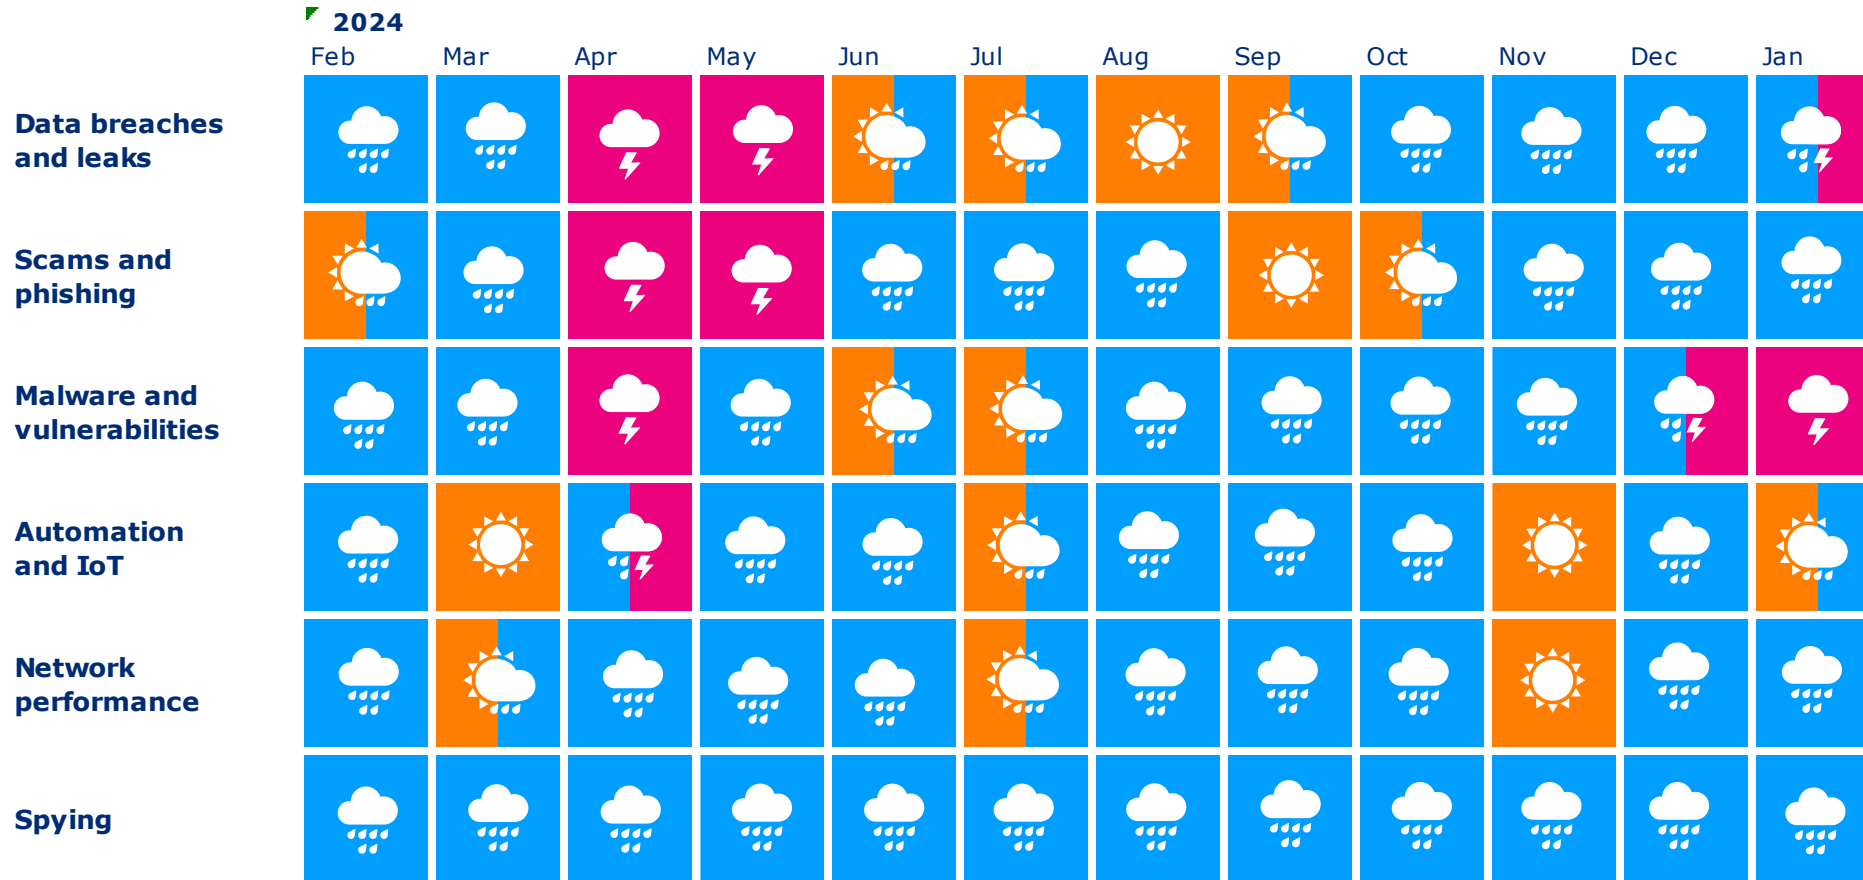 2024
Feb Mar Apr May Jun Jul Aug Sep Oct Nov Dec Jan
Data breaches
and leaks
Scams and
phishing
Malware and
vulnerabilities
Automation
and IoT
Network
performance
Spying